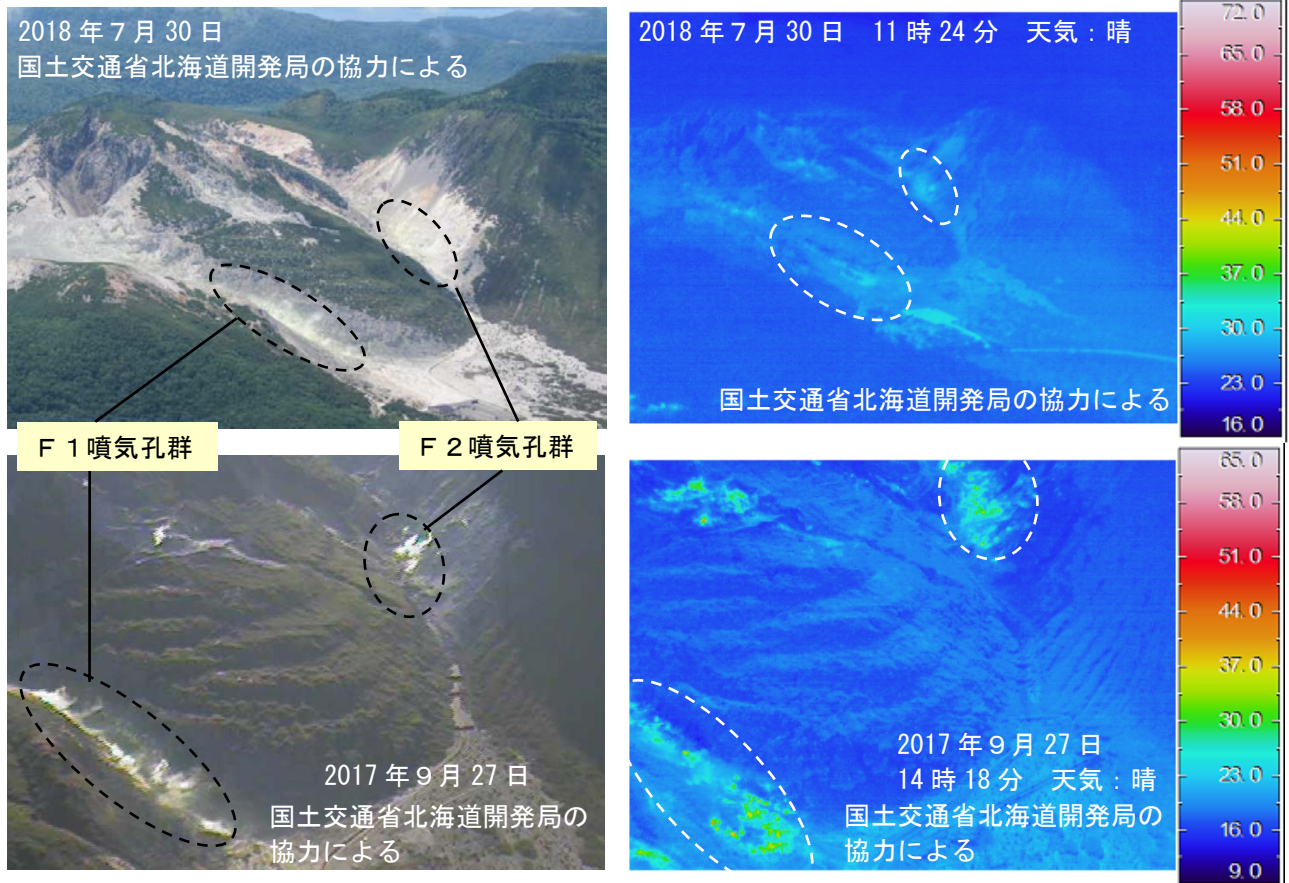 2018年7月30日
国土交通省北海道開発局の協力による
2018年7月30日　11時24分　天気：晴
国土交通省北海道開発局の協力による
72.0
65.0
58.0
51.0
44.0
37.0
30.0
23.0
16.0
Ｆ１噴気孔群
Ｆ２噴気孔群
2017年９月27日
国土交通省北海道開発局の
協力による
2017年９月27日
14時18分　天気：晴
国土交通省北海道開発局の
協力による
65.0
58.0
51.0
44.0
37.0
30.0
23.0
16.0
9.0